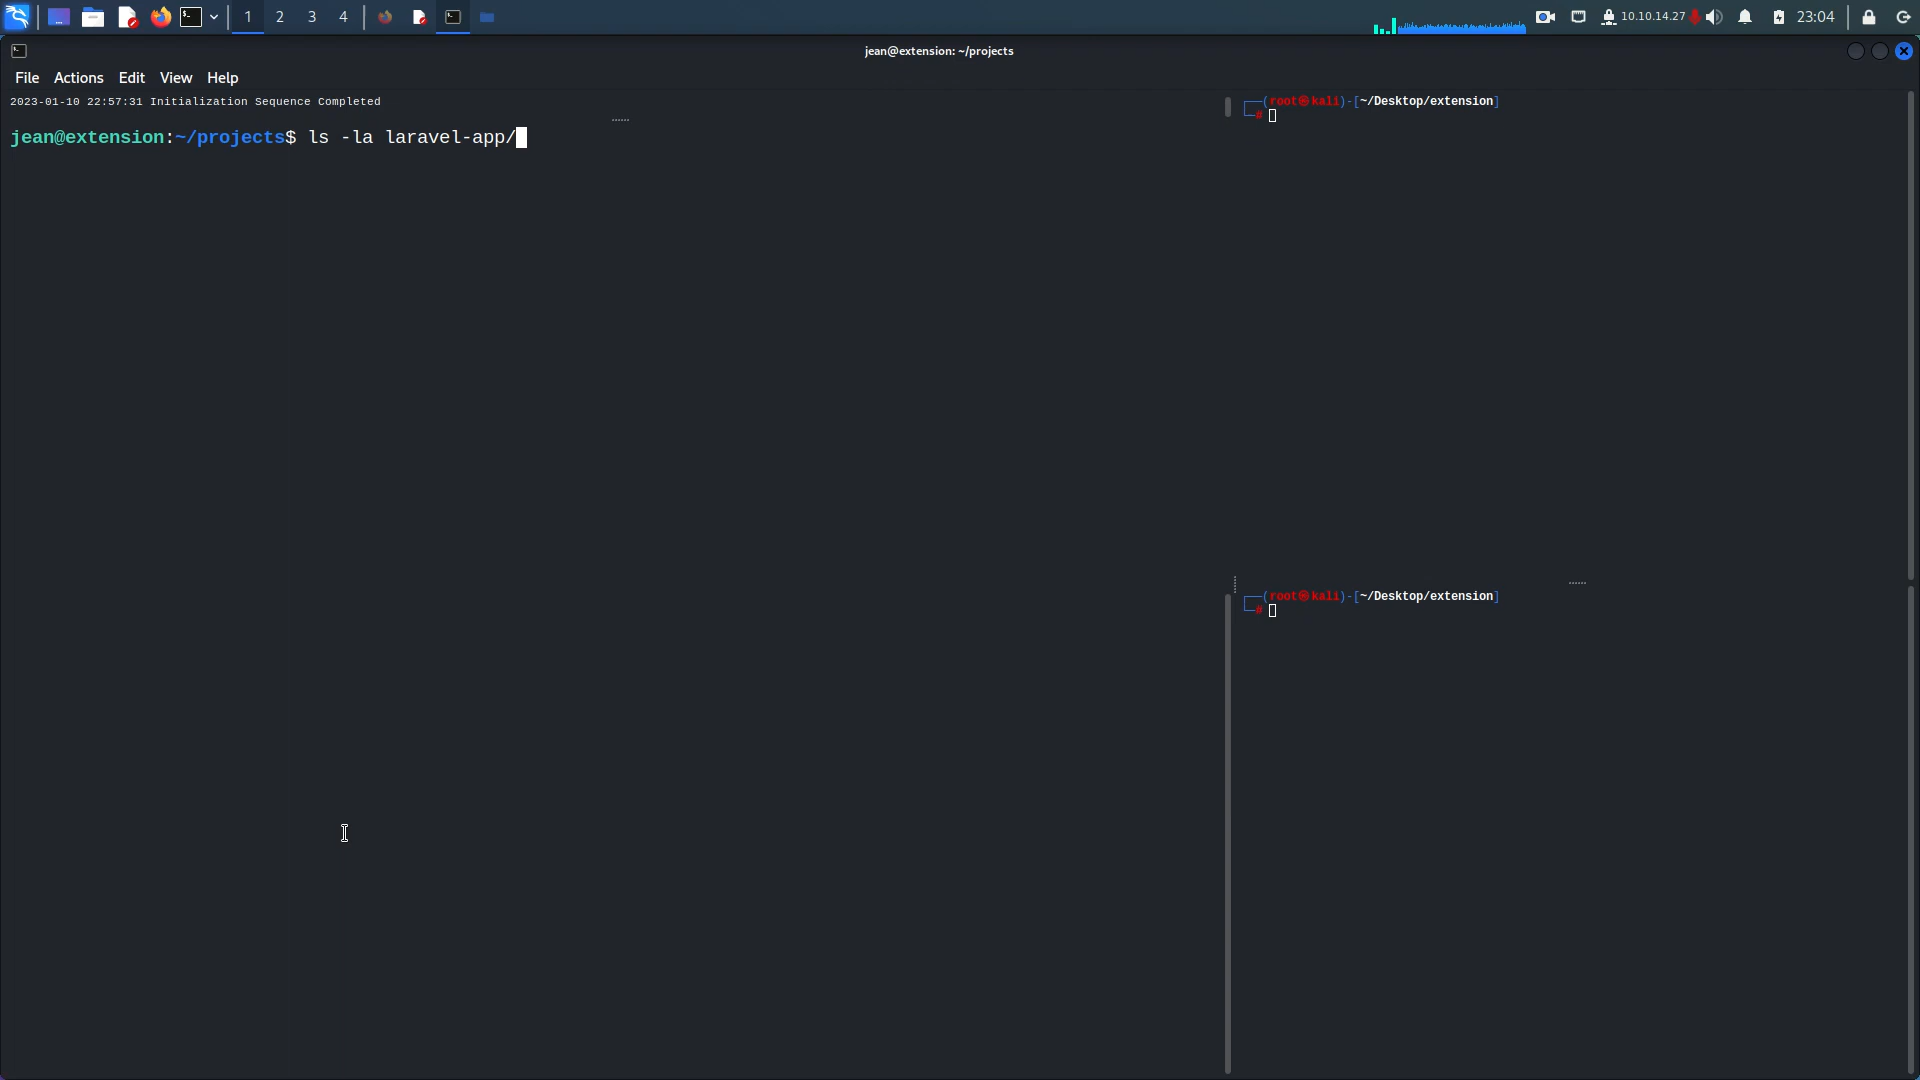 1 2 3 4
10.10.14.27
23:04
jean@extension: ~/projects
File Actions Edit View Help
2023-01-10 22:57:31 Initialization Sequence Completed
jean@extension:~/projects$ ls -la laravel-app/
┌──(root㉿kali)-[~/Desktop/extension]
└─#
┌──(root㉿kali)-[~/Desktop/extension]
└─#